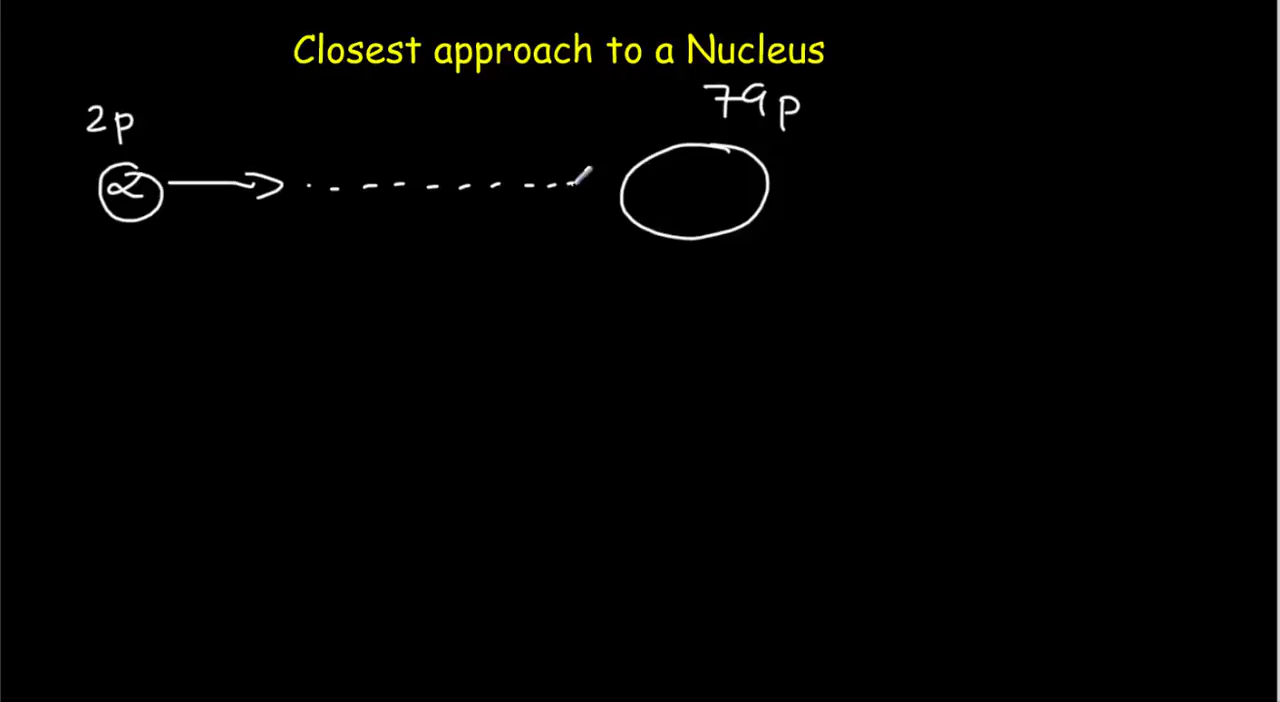 Closest approach to a Nucleus
2p
79p
α